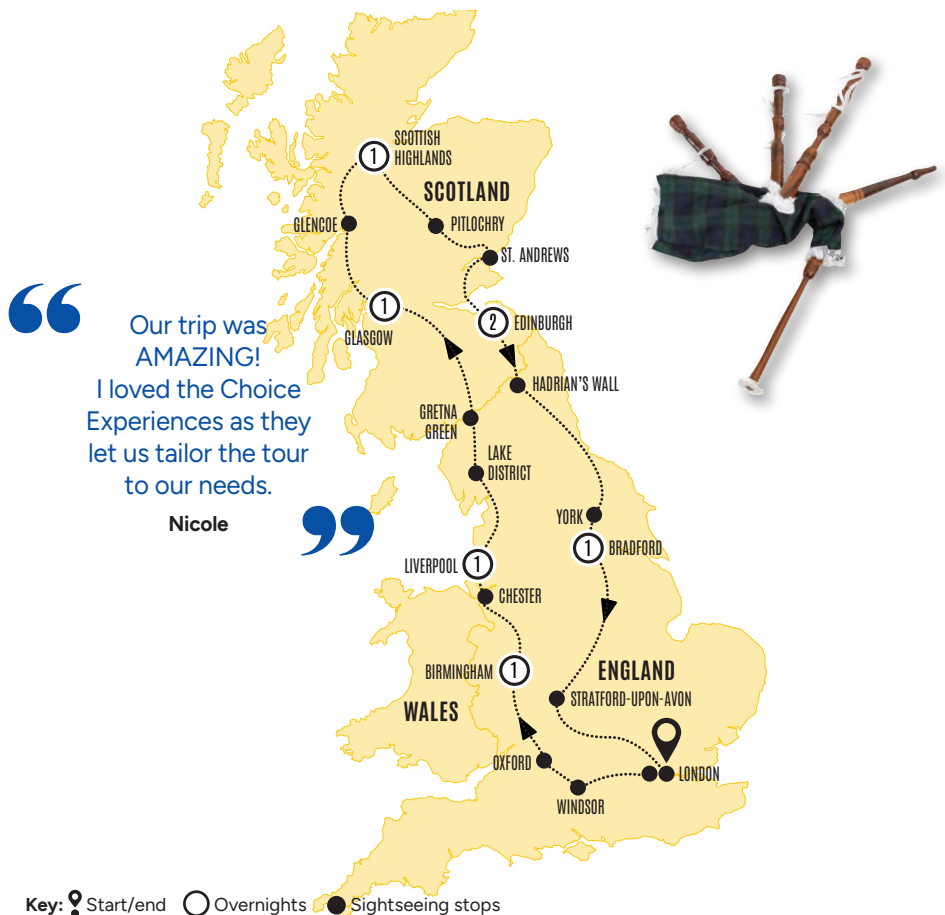 SCOTTISH
HIGHLANDS
1
SCOTLAND
GLENCOE
PITLOCHRY
ST. ANDREWS
1
GLASGOW
2
EDINBURGH
HADRIAN'S WALL
“
Our trip was
AMAZING!
I loved the Choice
Experiences as they
let us tailor the tour
to our needs.
Nicole
”
GRETNA
GREEN
LAKE
DISTRICT
YORK
1
BRADFORD
LIVERPOOL
1
CHESTER
BIRMINGHAM
1
ENGLAND
STRATFORD-UPON-AVON
WALES
OXFORD
LONDON
WINDSOR
Key: Start/end Overnights Sightseeing stops